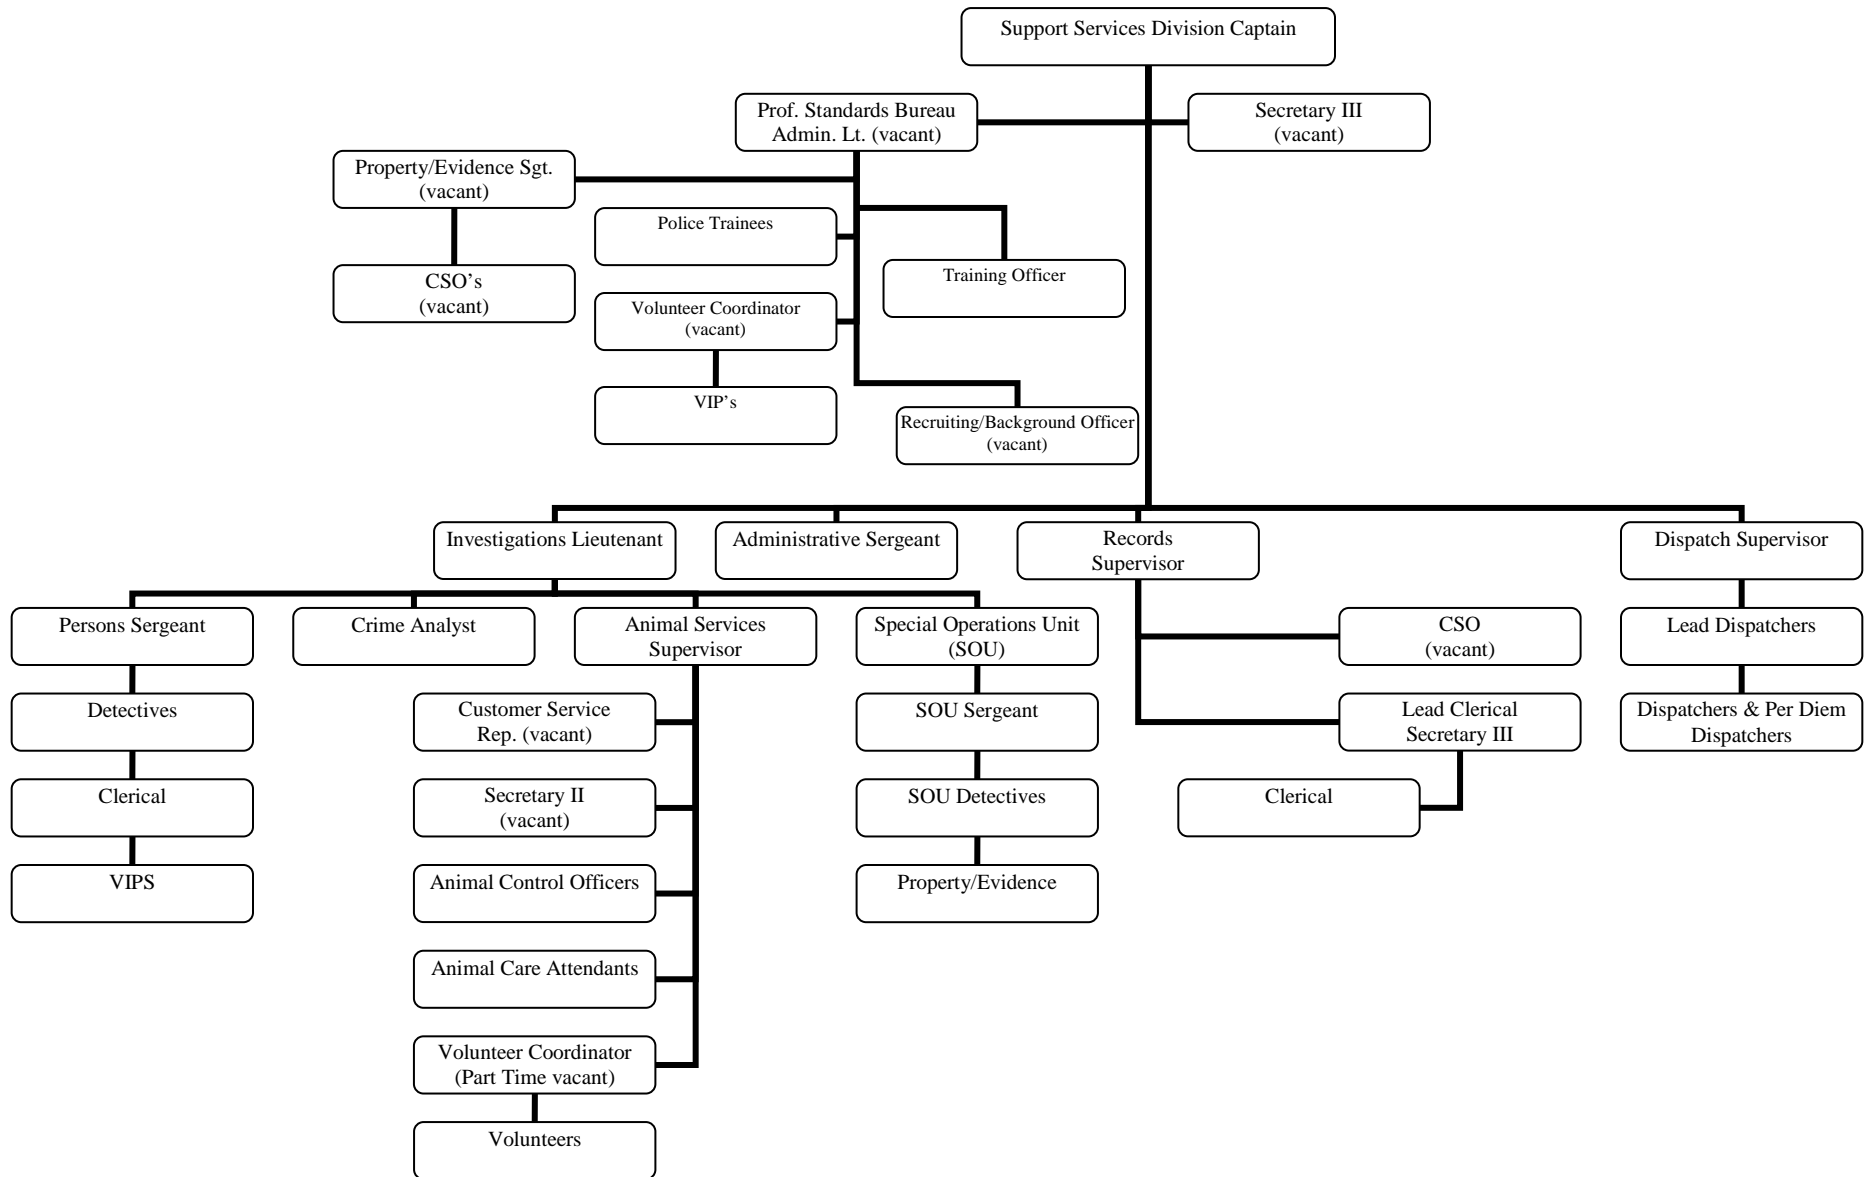 Support Services Division Captain
Prof. Standards Bureau
Admin. Lt. (vacant)
Secretary III
(vacant)
Property/Evidence Sgt.
(vacant)
Police Trainees
CSO’s
(vacant)
Training Officer
Volunteer Coordinator
(vacant)
VIP’s
Recruiting/Background Officer
(vacant)
Investigations Lieutenant
Administrative Sergeant
Records
Supervisor
Dispatch Supervisor
Persons Sergeant
Crime Analyst
Animal Services
Supervisor
Special Operations Unit
(SOU)
CSO
(vacant)
Lead Dispatchers
Detectives
Customer Service
Rep. (vacant)
SOU Sergeant
Lead Clerical
Secretary III
Dispatchers & Per Diem
Dispatchers
Clerical
Secretary II
(vacant)
SOU Detectives
Clerical
VIPS
Animal Control Officers
Property/Evidence
Animal Care Attendants
Volunteer Coordinator
(Part Time vacant)
Volunteers